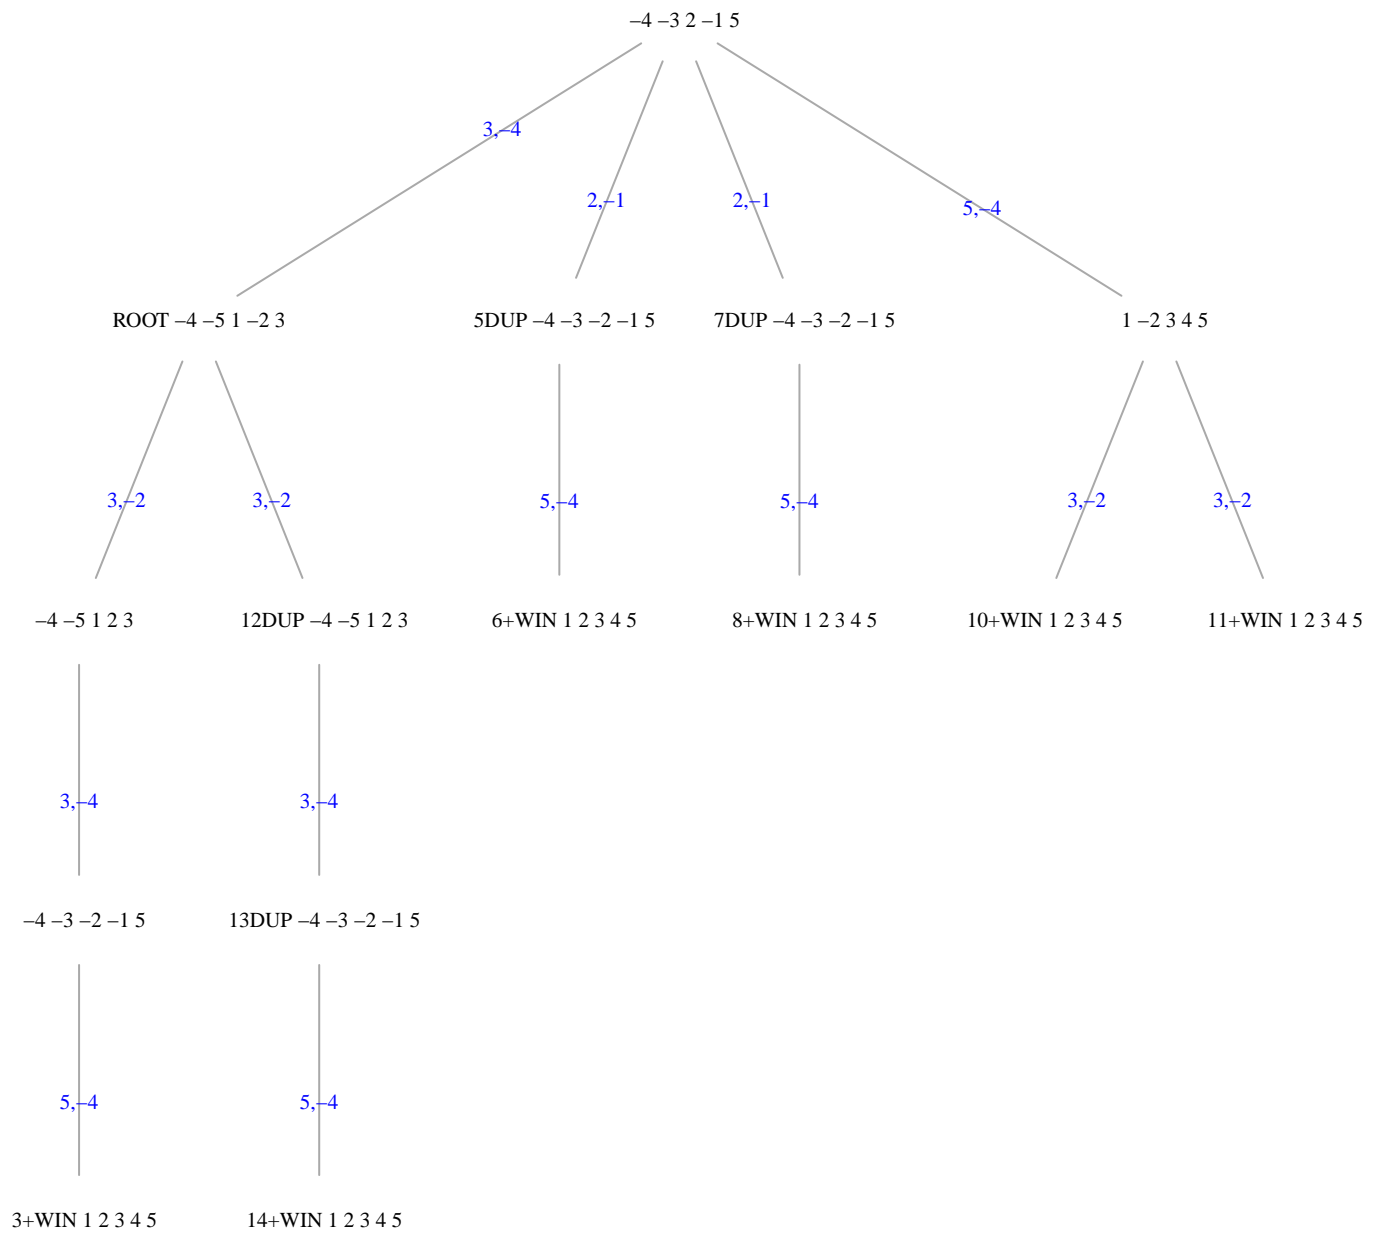 –4 –3 2 –1 5
3,–4
2,–1
2,–1
5,–4
ROOT –4 –5 1 –2 3
5DUP –4 –3 –2 –1 5
7DUP –4 –3 –2 –1 5
1 –2 3 4 5
3,–2
3,–2
5,–4
5,–4
3,–2
3,–2
–4 –5 1 2 3
12DUP –4 –5 1 2 3
6+WIN 1 2 3 4 5
8+WIN 1 2 3 4 5
10+WIN 1 2 3 4 5
11+WIN 1 2 3 4 5
3,–4
3,–4
–4 –3 –2 –1 5
13DUP –4 –3 –2 –1 5
5,–4
5,–4
3+WIN 1 2 3 4 5
14+WIN 1 2 3 4 5